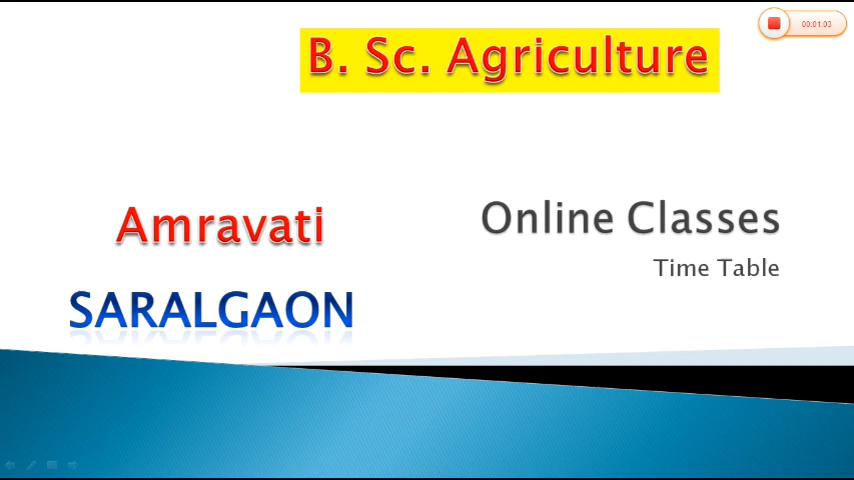 00:01:03
B. Sc. Agriculture
Amravati
SARALGAON
Online Classes
Time Table